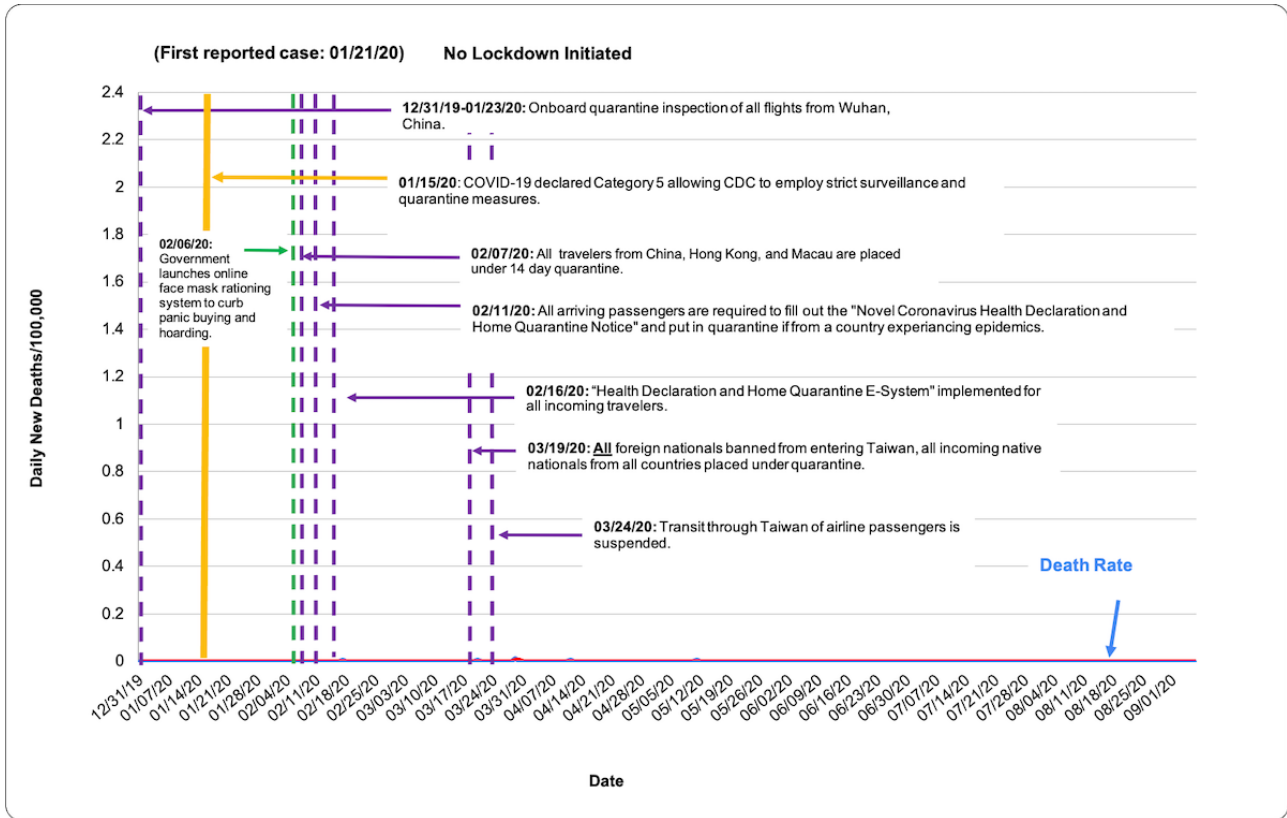 (First reported case: 01/21/20) No Lockdown Initiated
2.4
2.2
2
1.8
1.6
1.4
1.2
1
0.8
0.6
0.4
0.2
0
Daily New Deaths/100,000
12/31/19-01/23/20: Onboard quarantine inspection of all flights from Wuhan,
China.
01/15/20: COVID-19 declared Category 5 allowing CDC to employ strict surveillance and
quarantine measures.
02/06/20:
Government
launches online
face mask rationing
system to curb
panic buying and
hoarding.
02/07/20: All travelers from China, Hong Kong, and Macau are placed
under 14 day quarantine.
02/11/20: All arriving passengers are required to fill out the "Novel Coronavirus Health Declaration and
Home Quarantine Notice" and put in quarantine if from a country experiancing epidemics.
02/16/20: "Health Declaration and Home Quarantine E-System" implemented for
all incoming travelers.
03/19/20: All foreign nationals banned from entering Taiwan, all incoming native
nationals from all countries placed under quarantine.
03/24/20: Transit through Taiwan of airline passengers is
suspended.
Death Rate
12/31/19
01/07/20
01/14/20
01/21/20
01/28/20
02/04/20
02/11/20
02/18/20
02/25/20
03/03/20
03/10/20
03/17/20
03/24/20
03/31/20
04/07/20
04/14/20
04/21/20
04/28/20
05/05/20
05/12/20
05/19/20
05/26/20
06/02/20
06/09/20
06/16/20
06/23/20
06/30/20
07/07/20
07/14/20
07/21/20
07/28/20
08/04/20
08/11/20
08/18/20
08/25/20
09/01/20
Date